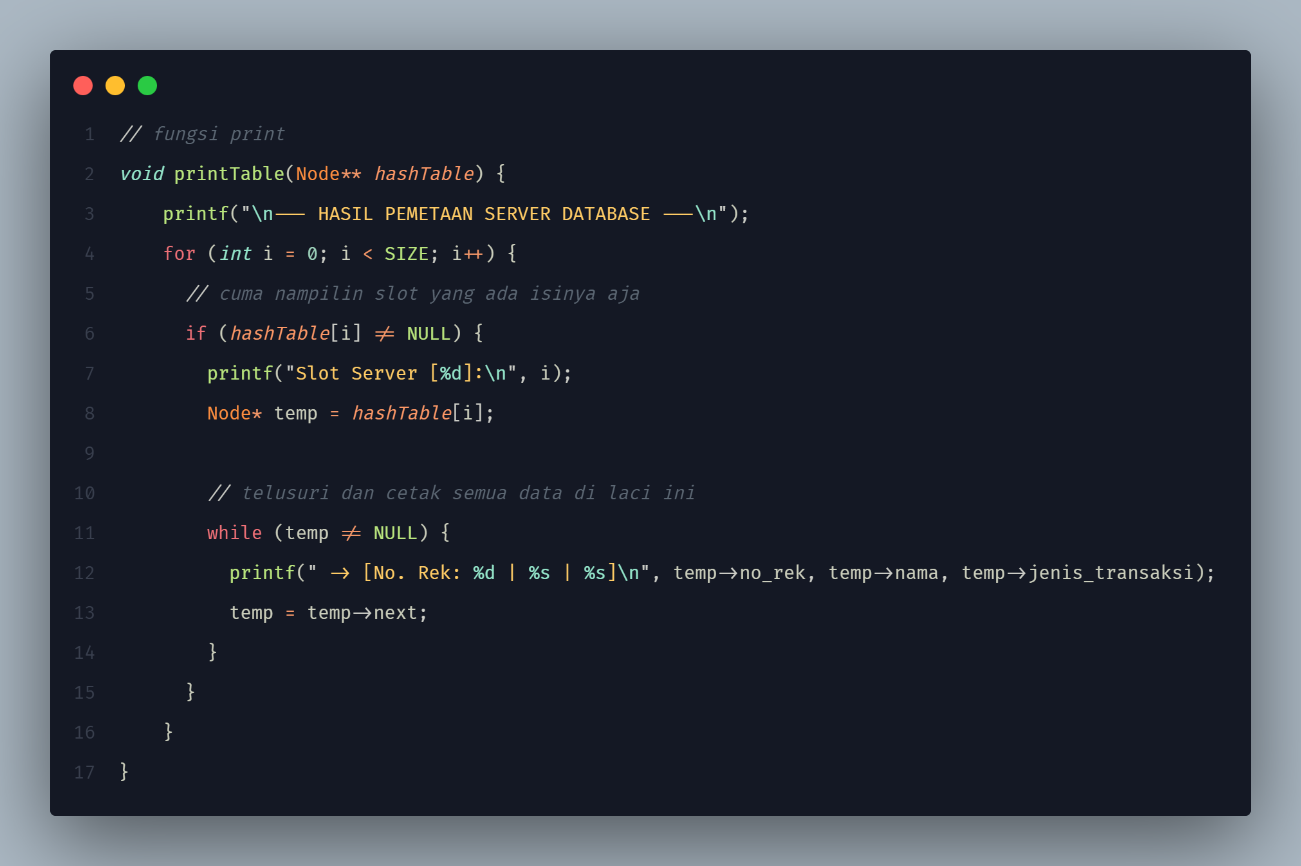 1 // fungsi print
2 void printTable(Node** hashTable) {
3     printf("\n--- HASIL PEMETAAN SERVER DATABASE ---\n");
4     for (int i = 0; i < SIZE; i++) {
5       // cuma nampilin slot yang ada isinya aja
6       if (hashTable[i] != NULL) {
7         printf("Slot Server [%d]:\n", i);
8         Node* temp = hashTable[i];
9
10         // telusuri dan cetak semua data di laci ini
11         while (temp != NULL) {
12           printf(" -> [No. Rek: %d | %s | %s]\n", temp->no_rek, temp->nama, temp->jenis_transaksi);
13           temp = temp->next;
14         }
15       }
16     }
17 }